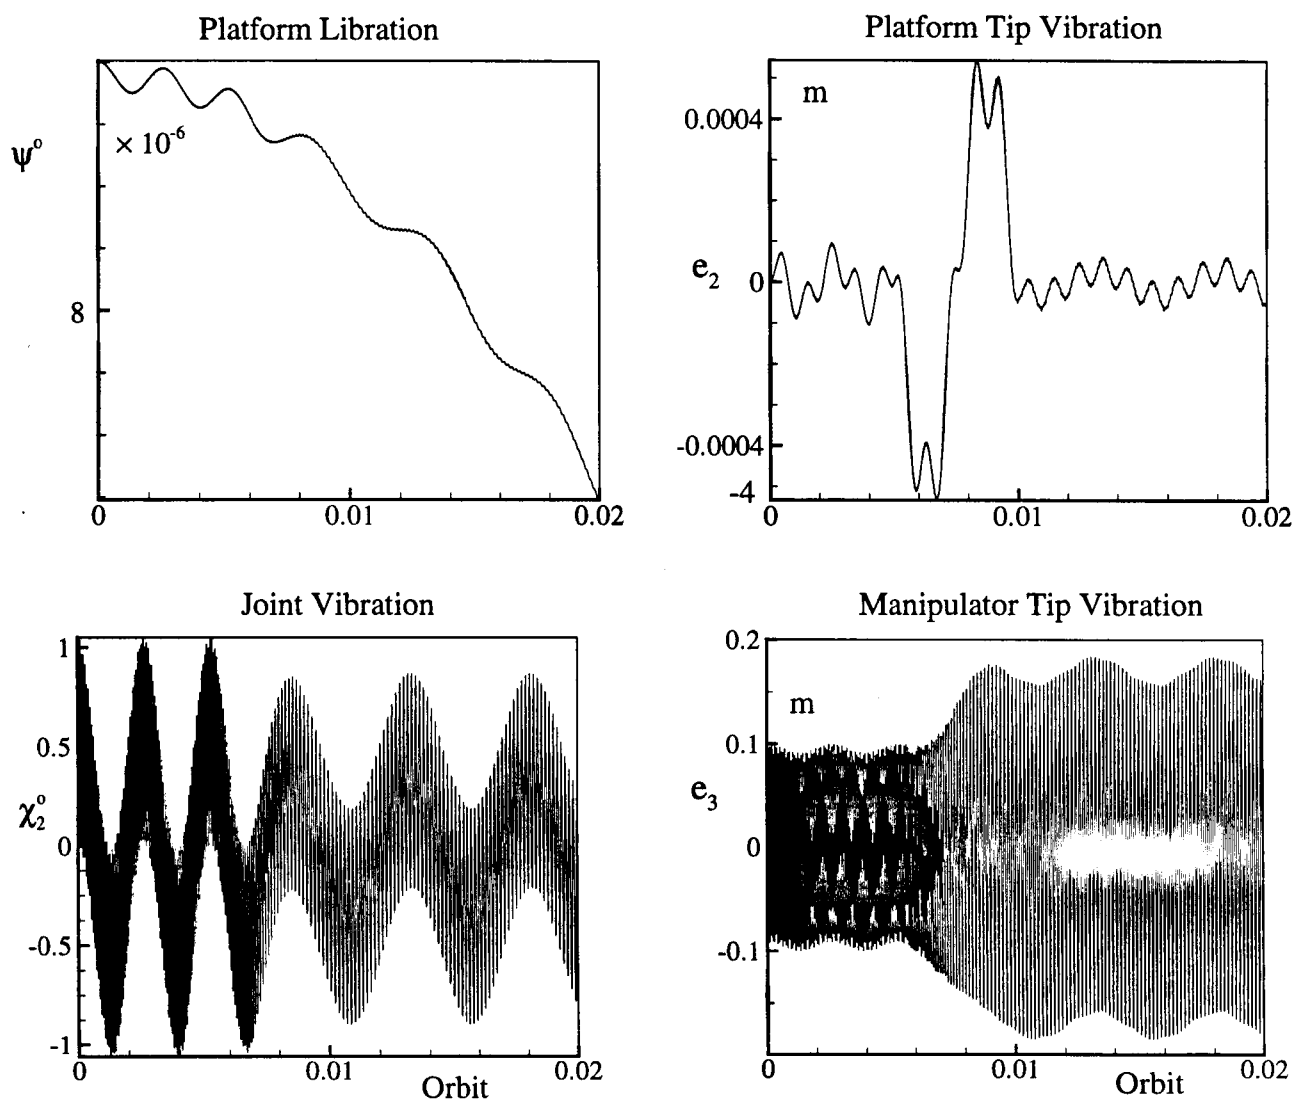 Platform Libration
× 10⁻⁶
ψ°
8
0
0.01
0.02
Platform Tip Vibration
m
0.0004
e₂
0
-0.0004
-4
0
0.01
0.02
Joint Vibration
1
0.5
χ₂°
0
-0.5
-1
0
0.01
0.02
Orbit
Manipulator Tip Vibration
0.2
m
0.1
e₃
0
-0.1
0
0.01
0.02
Orbit